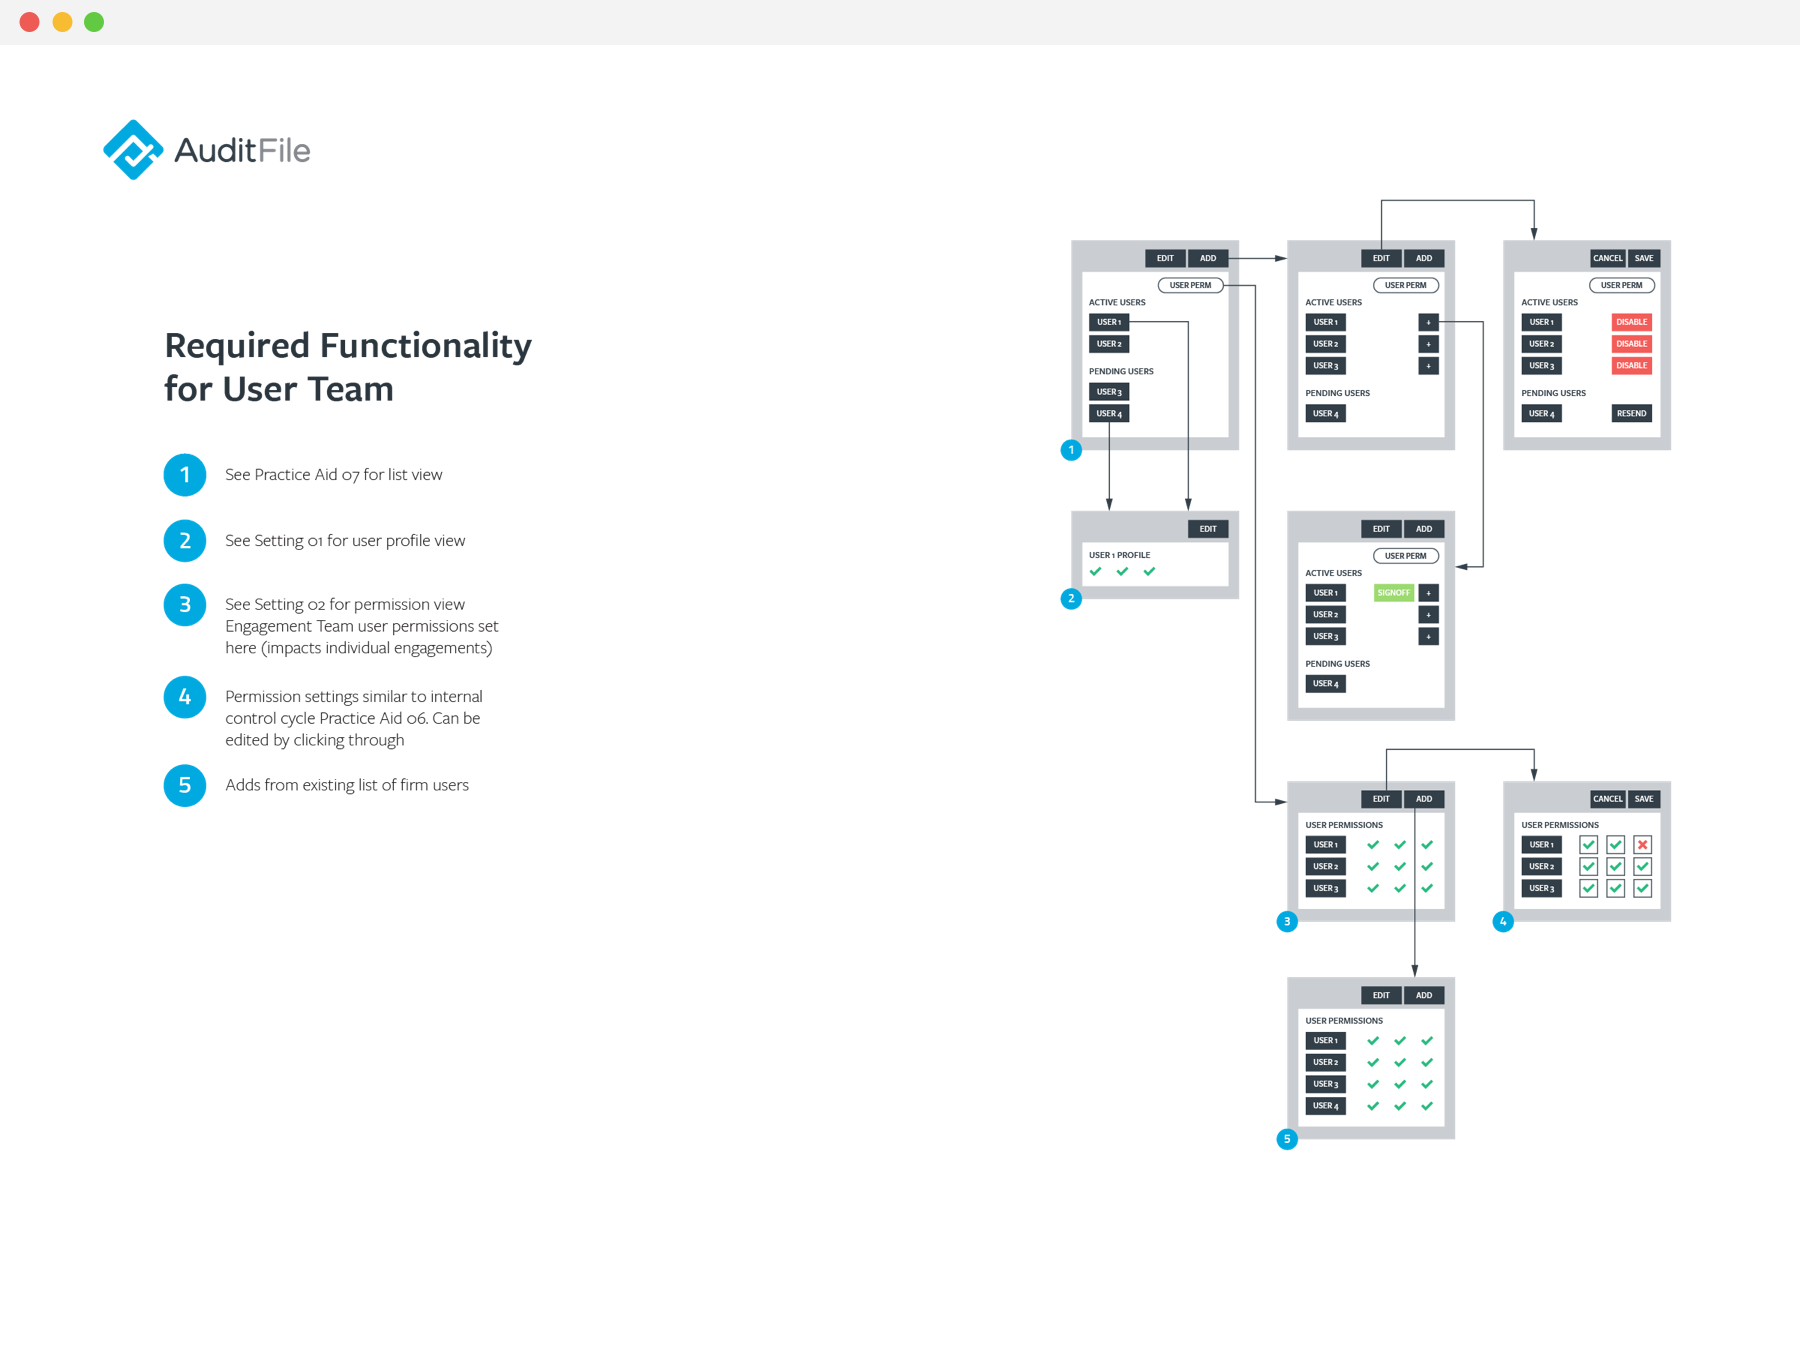 AuditFile
Required Functionality
for User Team
1
See Practice Aid 07 for list view
2
See Setting 01 for user profile view
3
See Setting 02 for permission view
Engagement Team user permissions set
here (impacts individual engagements)
4
Permission settings similar to internal
control cycle Practice Aid 06. Can be
edited by clicking through
5
Adds from existing list of firm users
EDIT ADD
USER PERM
ACTIVE USERS
USER 1
USER 2
PENDING USERS
USER 3
USER 4
1
EDIT ADD
USER PERM
ACTIVE USERS
USER 1 +
USER 2 +
USER 3 +
PENDING USERS
USER 4
CANCEL SAVE
USER PERM
ACTIVE USERS
USER 1 DISABLE
USER 2 DISABLE
USER 3 DISABLE
PENDING USERS
USER 4 RESEND
EDIT
USER 1 PROFILE
2
EDIT ADD
USER PERM
ACTIVE USERS
USER 1 SIGNOFF +
USER 2 +
USER 3 +
PENDING USERS
USER 4
EDIT ADD
USER PERMISSIONS
USER 1
USER 2
USER 3
3
CANCEL SAVE
USER PERMISSIONS
USER 1
USER 2
USER 3
4
EDIT ADD
USER PERMISSIONS
USER 1
USER 2
USER 3
USER 4
5